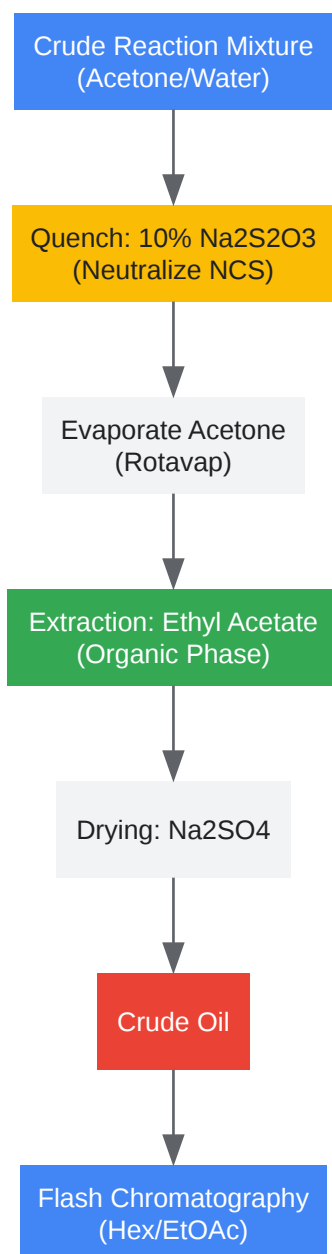 Crude Reaction Mixture
(Acetone/Water)
Quench: 10% Na2S2O3
(Neutralize NCS)
Evaporate Acetone
(Rotavap)
Extraction: Ethyl Acetate
(Organic Phase)
Drying: Na2SO4
Crude Oil
Flash Chromatography
(Hex/EtOAc)